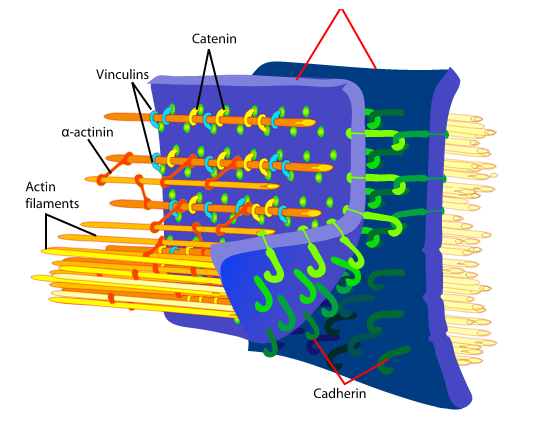 Catenin
Vinculins
α-actinin
Actin
filaments
Cadherin